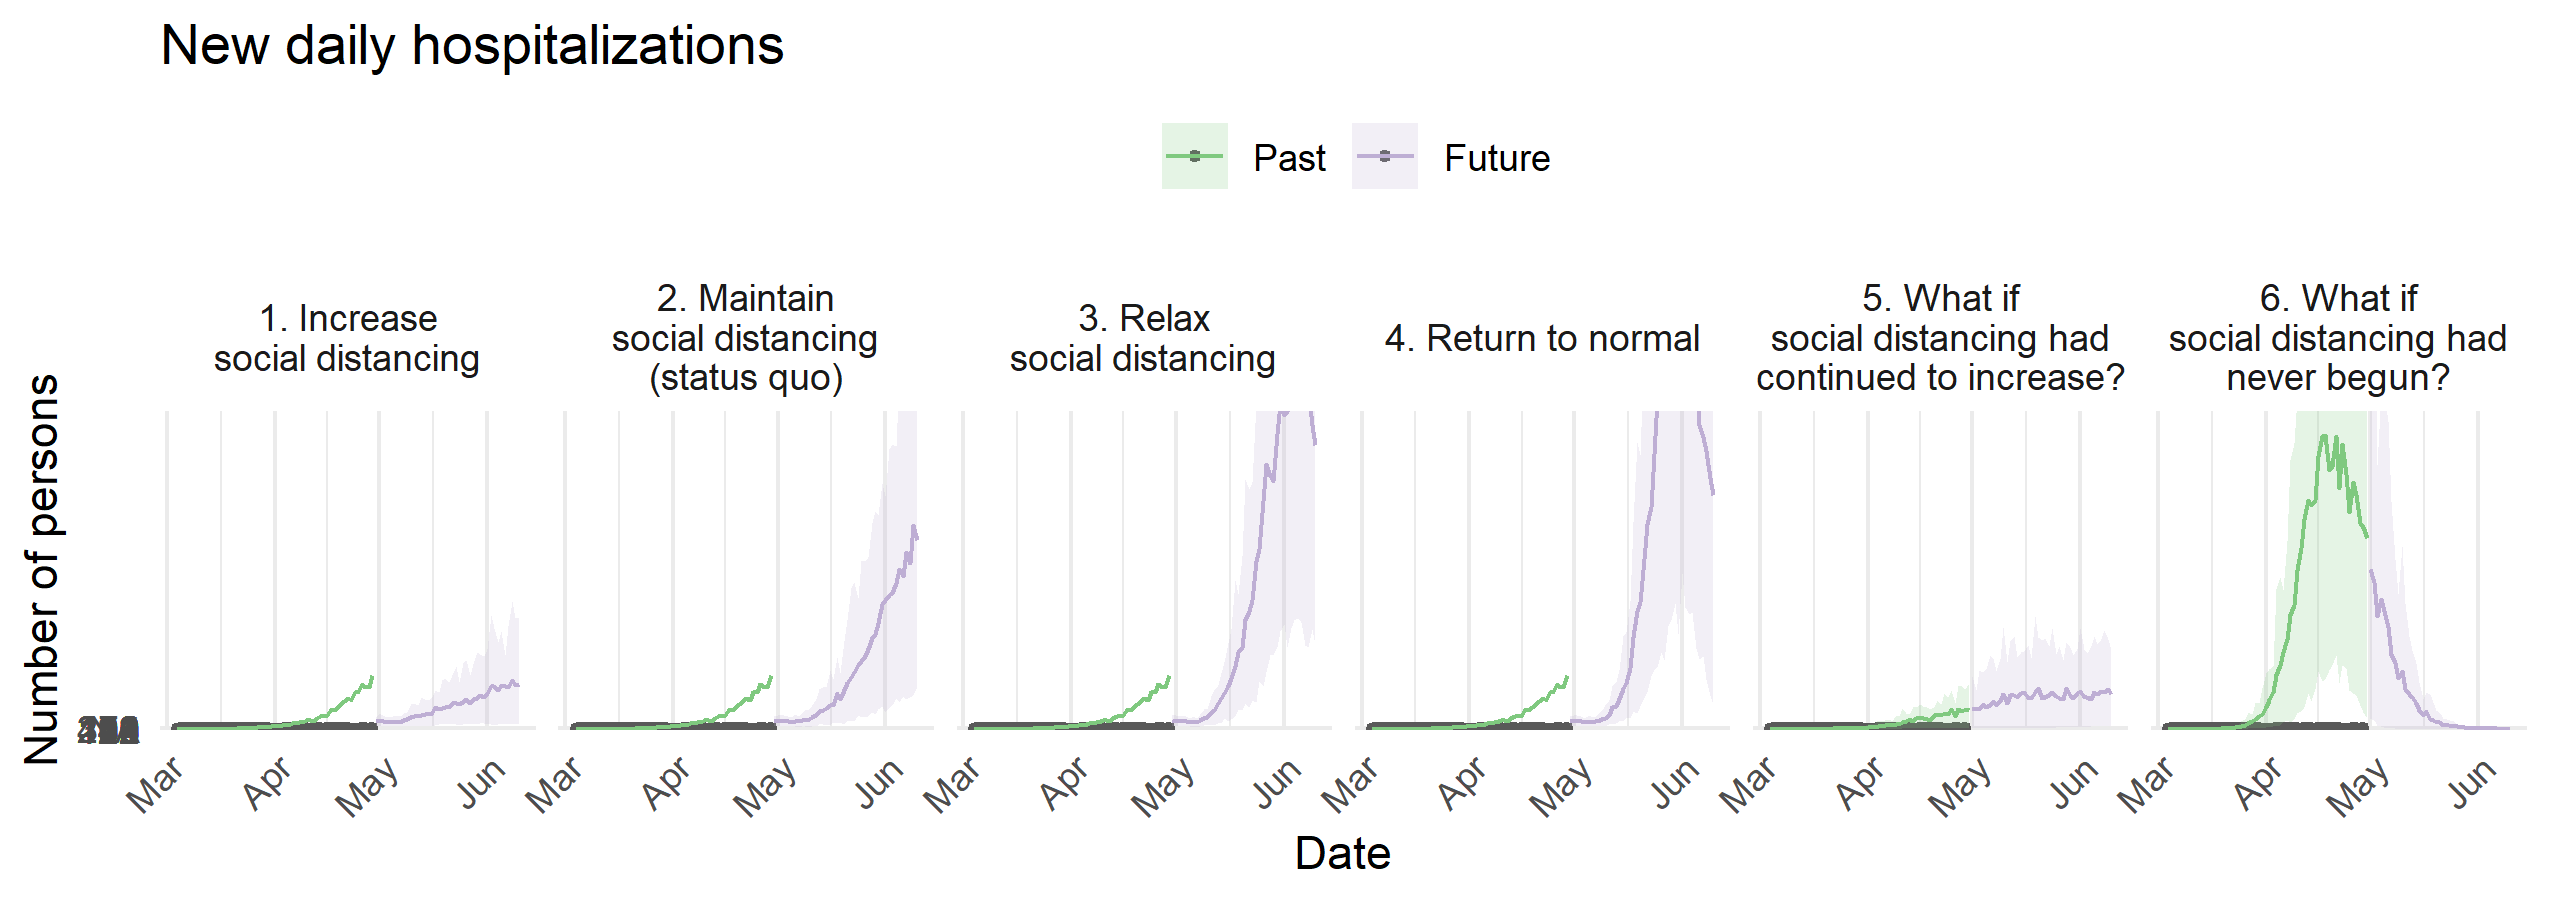 New daily hospitalizations
Past
Future
1. Increase
social distancing
2. Maintain
social distancing
(status quo)
3. Relax
social distancing
4. Return to normal
5. What if
social distancing had
continued to increase?
6. What if
social distancing had
never begun?
Number of persons
Mar Apr May Jun Mar Apr May Jun Mar Apr May Jun Mar Apr May Jun Mar Apr May Jun Mar Apr May Jun
Date